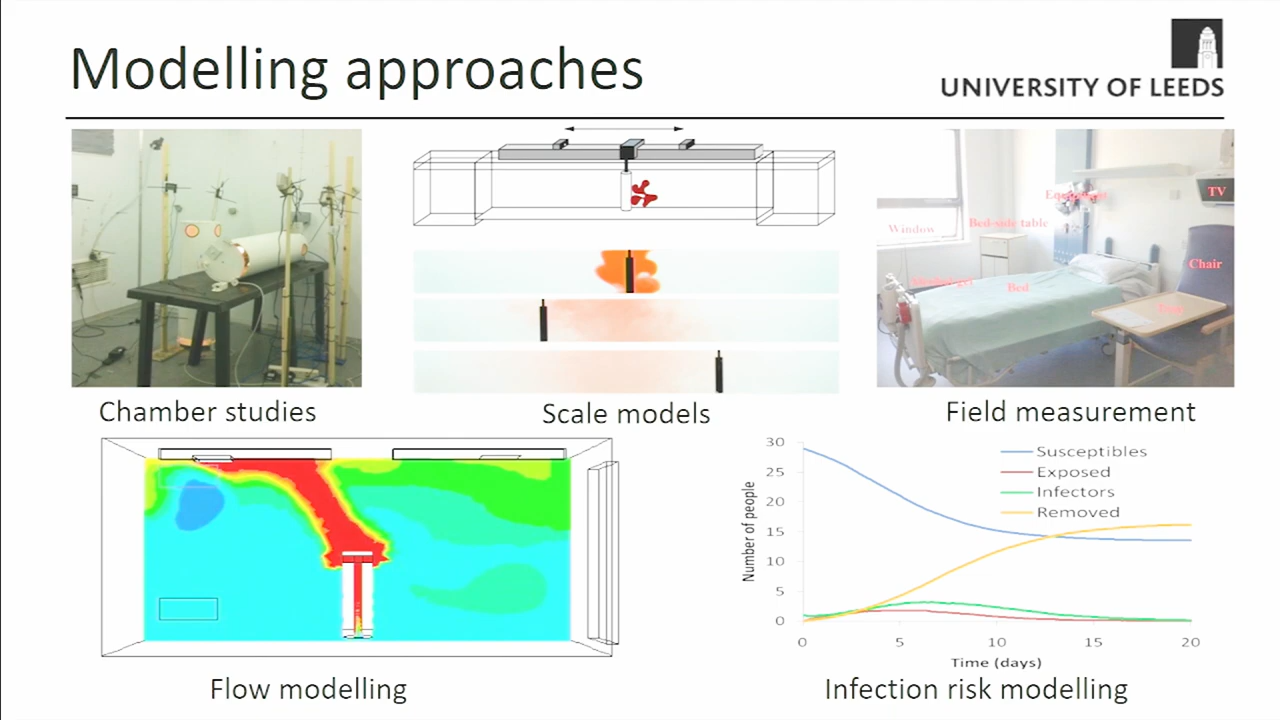 Modelling approaches
UNIVERSITY OF LEEDS
Equipment
TV
Window
Bed-side table
Chair
Bed
Chamber studies
Scale models
Field measurement
30
25
20
15
10
5
0
Number of people
Susceptibles
Exposed
Infectors
Removed
0 5 10 15 20
Time (days)
Flow modelling
Infection risk modelling